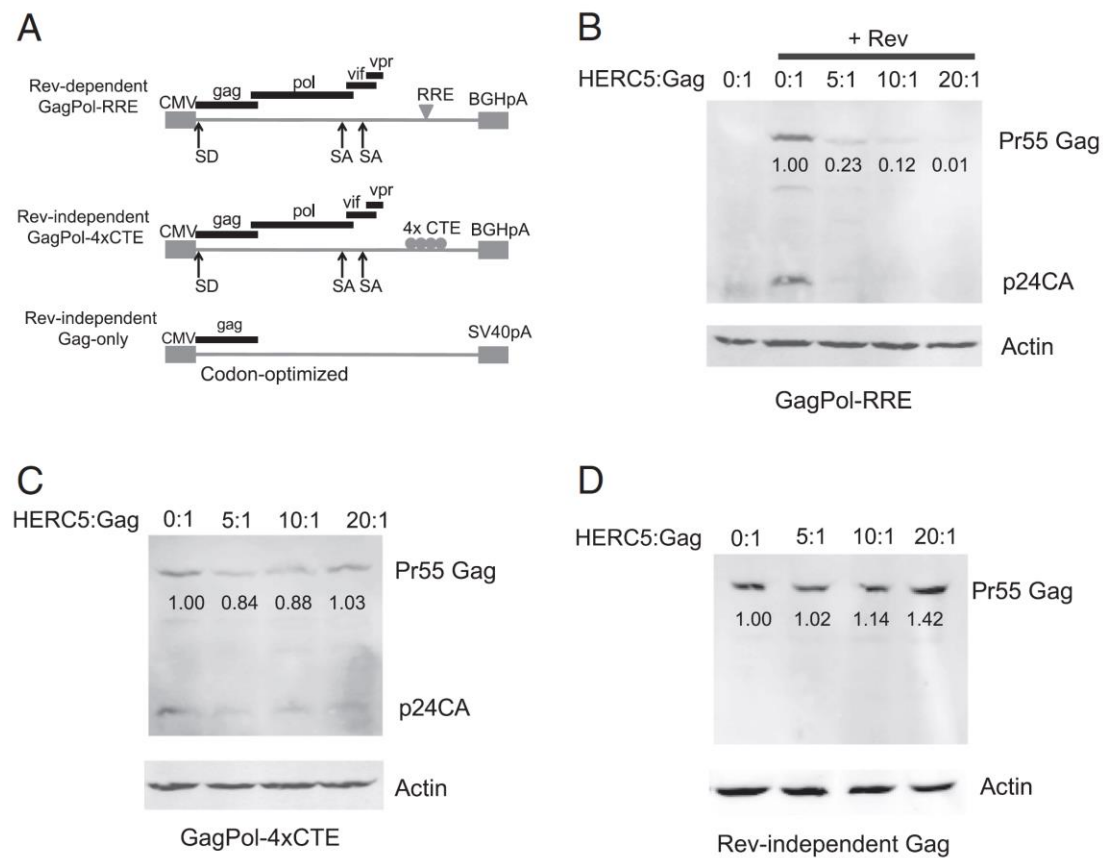 A
Rev-dependent
GagPol-RRE
CMV
gag
pol
vif
vpr
RRE
BGHpA
SD
SA
SA
Rev-independent
GagPol-4xCTE
CMV
gag
pol
vif
vpr
4x CTE
BGHpA
SD
SA
SA
Rev-independent
Gag-only
CMV
gag
SV40pA
Codon-optimized
B
+ Rev
HERC5:Gag 0:1 0:1 5:1 10:1 20:1
Pr55 Gag
1.00 0.23 0.12 0.01
p24CA
Actin
GagPol-RRE
C
HERC5:Gag 0:1 5:1 10:1 20:1
Pr55 Gag
1.00 0.84 0.88 1.03
p24CA
Actin
GagPol-4xCTE
D
HERC5:Gag 0:1 5:1 10:1 20:1
Pr55 Gag
1.00 1.02 1.14 1.42
Actin
Rev-independent Gag